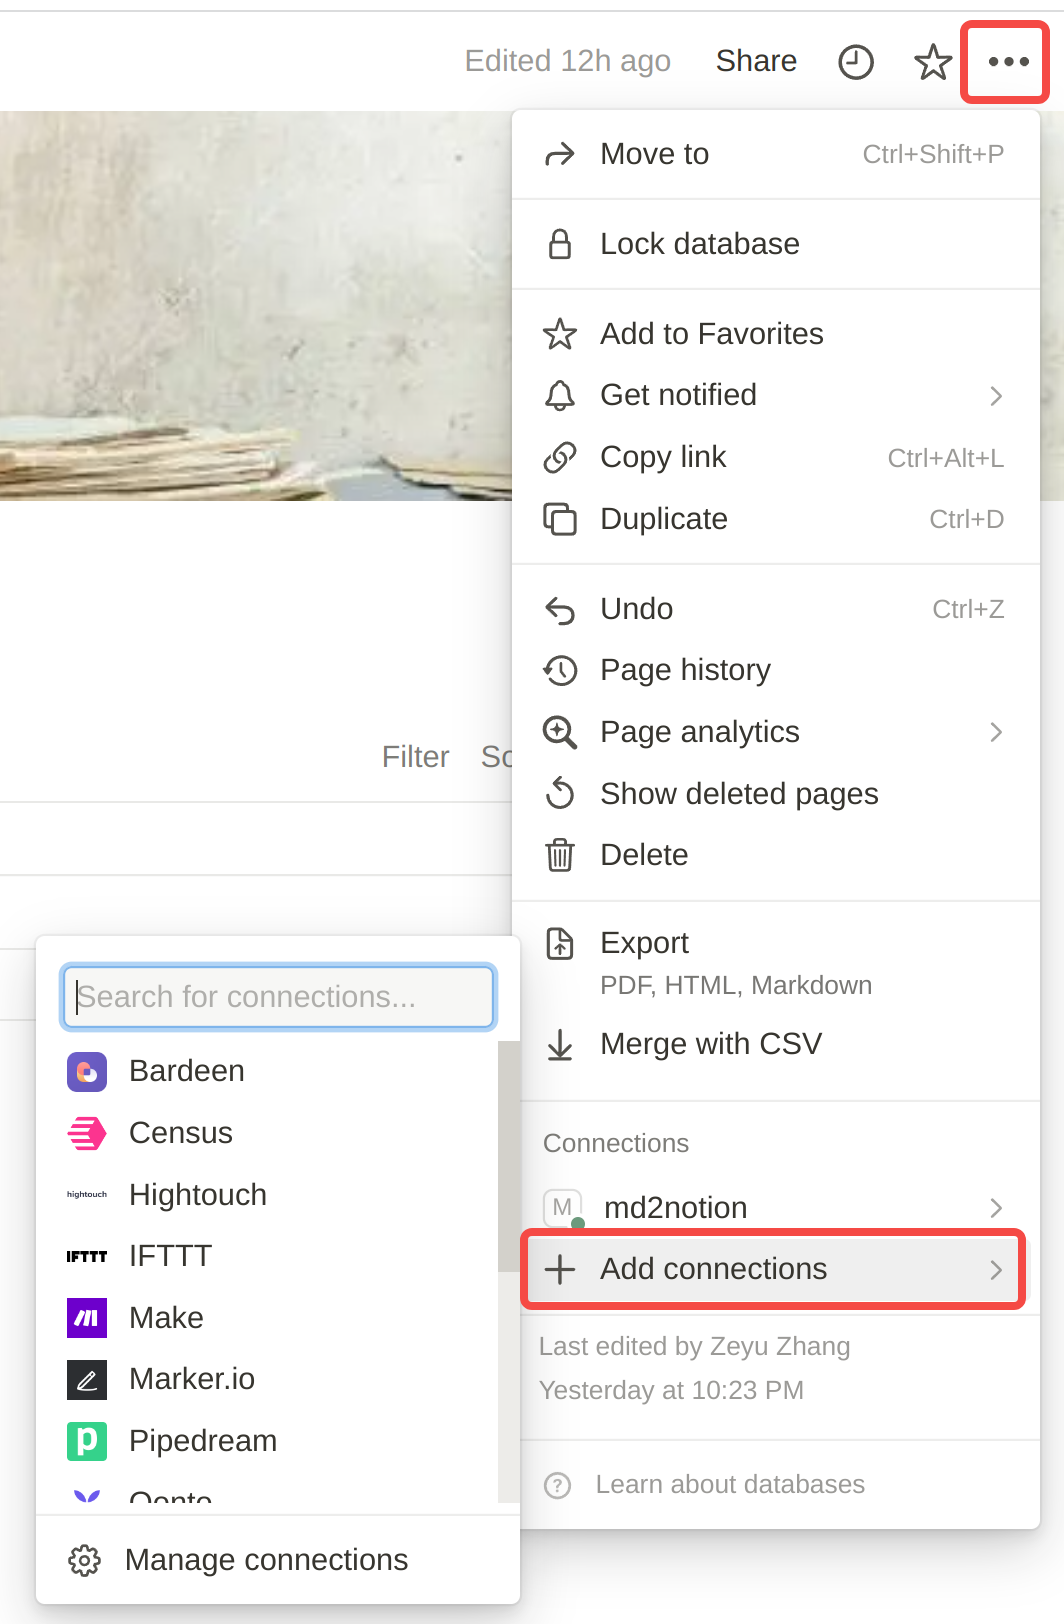 Edited 12h ago Share
Move to Ctrl+Shift+P
Lock database
Add to Favorites
Get notified
Copy link Ctrl+Alt+L
Duplicate Ctrl+D
Undo Ctrl+Z
Page history
Page analytics
Show deleted pages
Delete
Export
PDF, HTML, Markdown
Merge with CSV
Connections
M md2notion
Add connections
Last edited by Zeyu Zhang
Yesterday at 10:23 PM
Learn about databases
Filter
Search for connections...
Bardeen
Census
hightouch Hightouch
IFTTT IFTTT
Make
Marker.io
p Pipedream
Manage connections